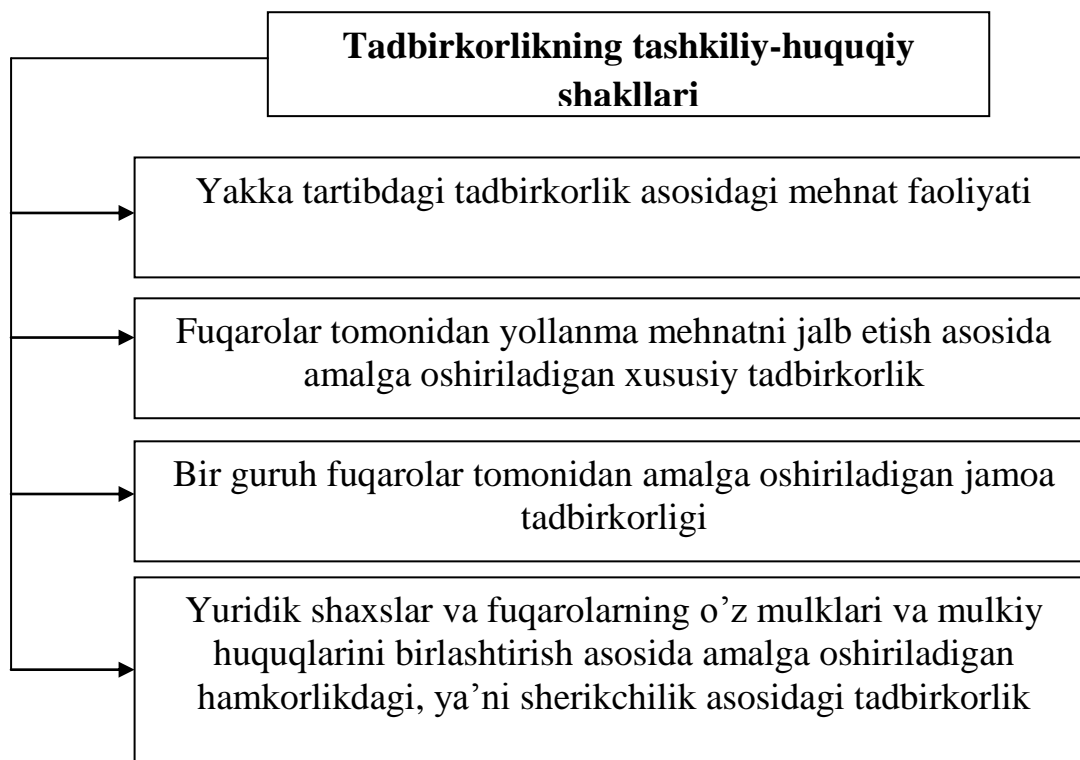 Tadbirkorlikning tashkiliy-huquqiy
shakllari
Yakka tartibdagi tadbirkorlik asosidagi mehnat faoliyati
Fuqarolar tomonidan yollanma mehnatni jalb etish asosida
amalga oshiriladigan xususiy tadbirkorlik
Bir guruh fuqarolar tomonidan amalga oshiriladigan jamoa
tadbirkorligi
Yuridik shaxslar va fuqarolarning o’z mulklari va mulkiy
huquqlarini birlashtirish asosida amalga oshiriladigan
hamkorlikdagi, ya’ni sherikchilik asosidagi tadbirkorlik